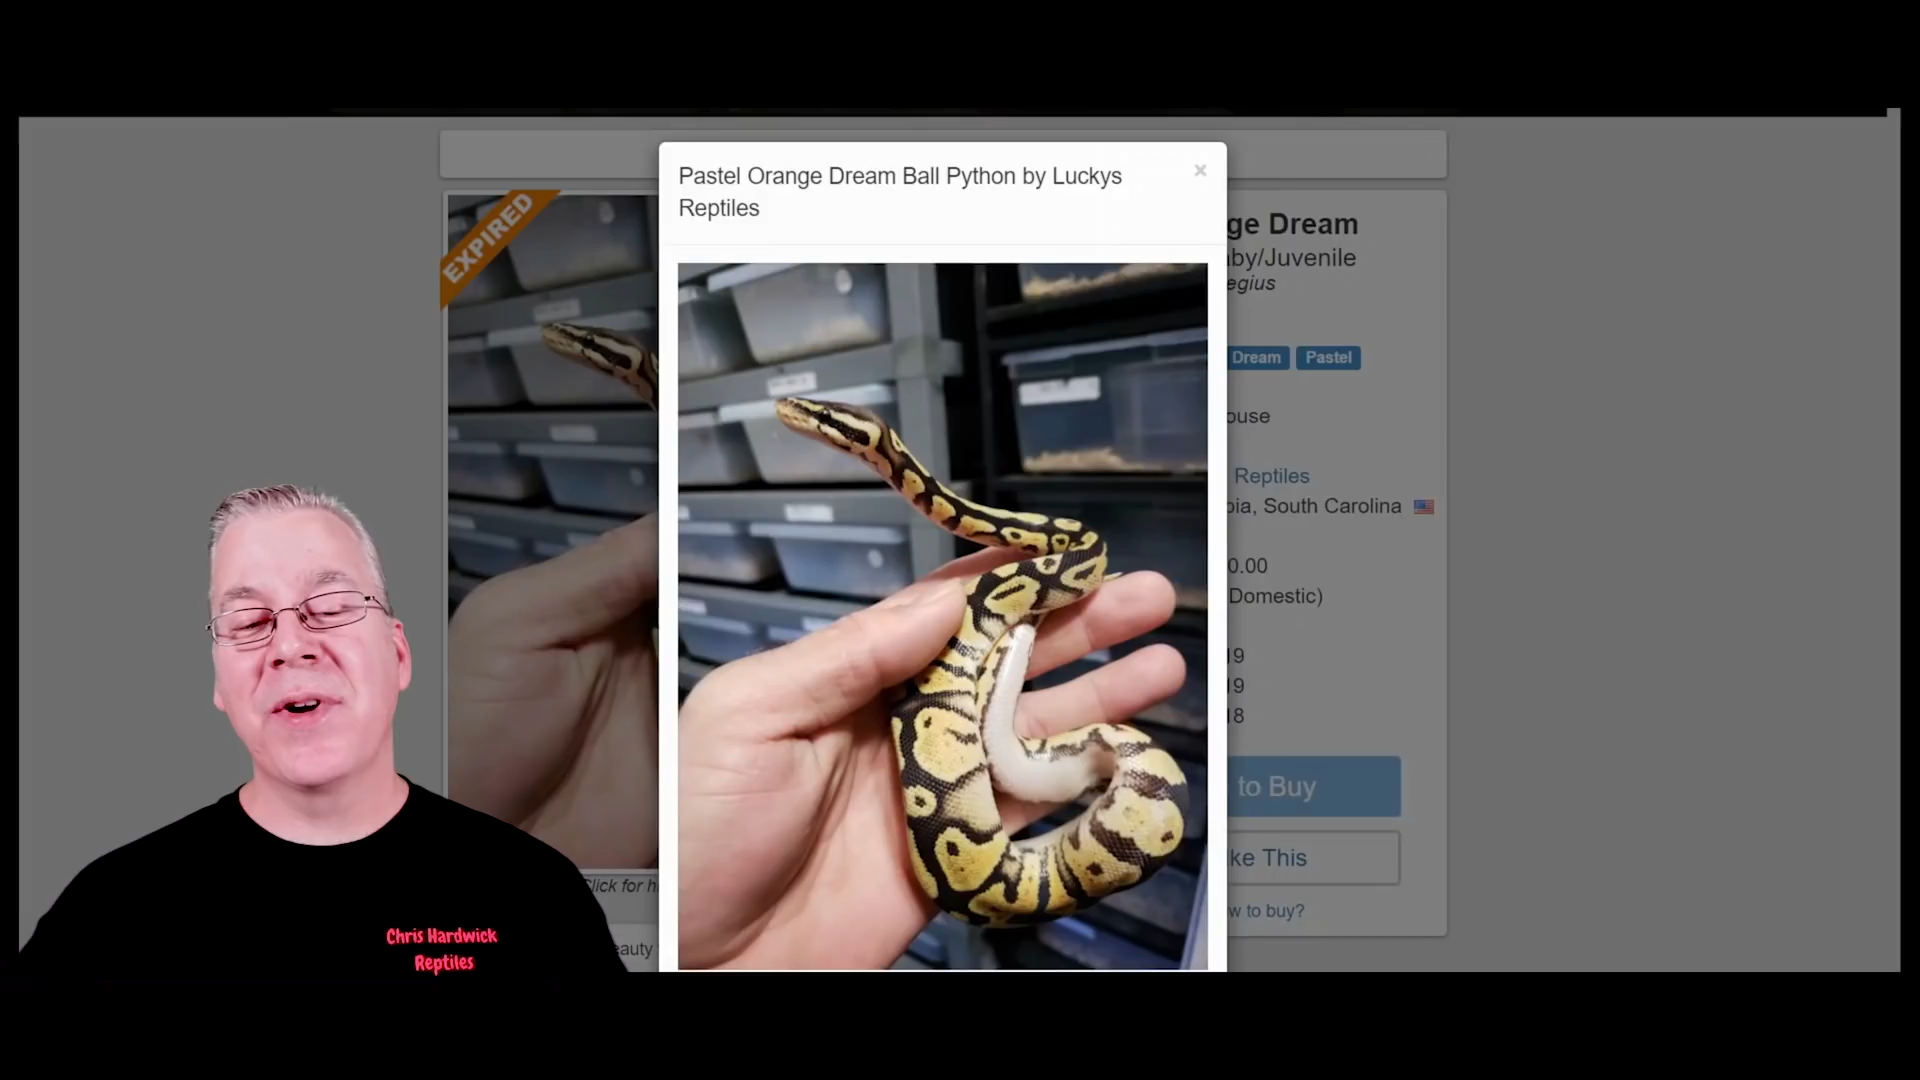 Pastel Orange Dream Ball Python by Luckys
Reptiles
×
EXPIRED
ge Dream
by/Juvenile
egius
Dream
Pastel
ouse
Reptiles
bia, South Carolina
0.00
Domestic)
19
19
18
to Buy
ke This
w to buy?
Click for h
eauty
Chris Hardwick
Reptiles